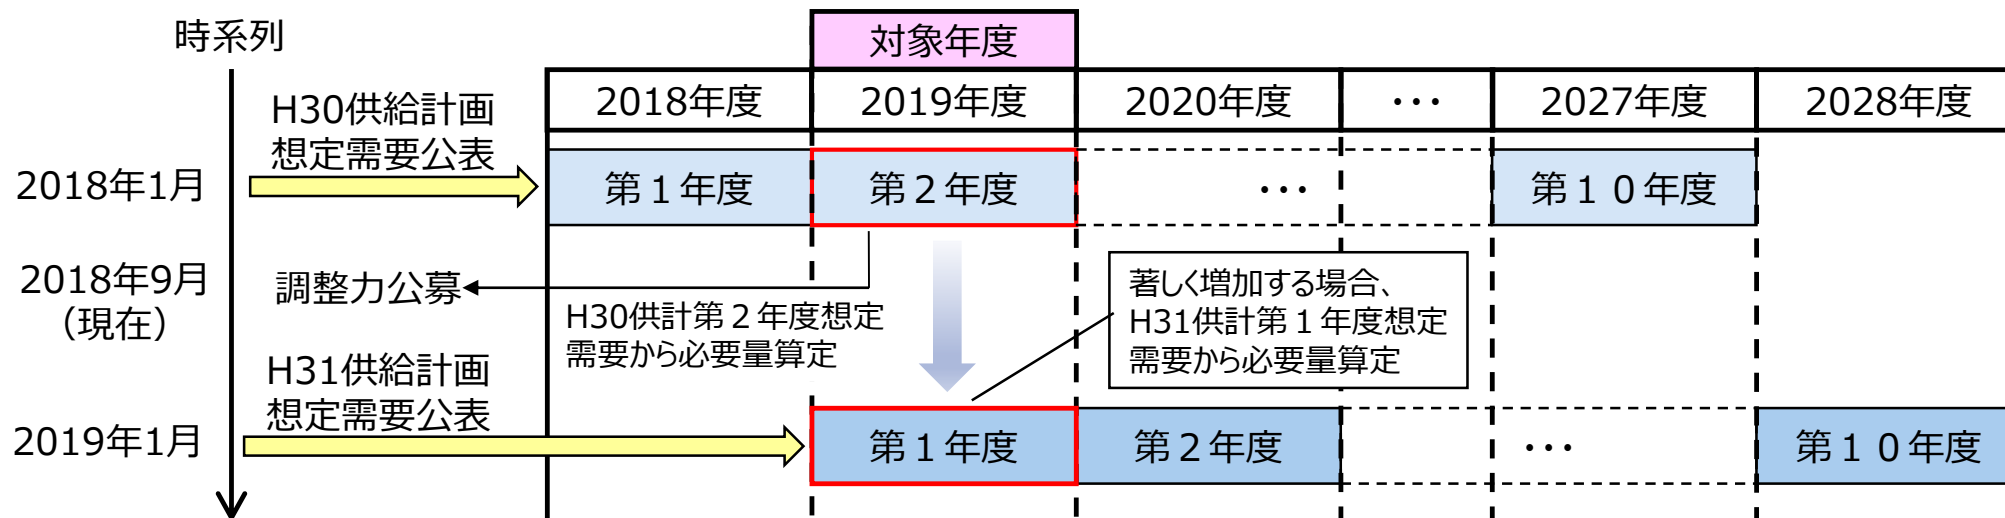 時系列
対象年度
2018年度
2019年度
2020年度
・・・
2027年度
2028年度
H30供給計画
想定需要公表
2018年1月
第１年度
第２年度
・・・
第１０年度
2018年9月
（現在）
調整力公募
H30供計第２年度想定
需要から必要量算定
著しく増加する場合、
H31供計第１年度想定
需要から必要量算定
H31供給計画
想定需要公表
2019年1月
第１年度
第２年度
・・・
第１０年度